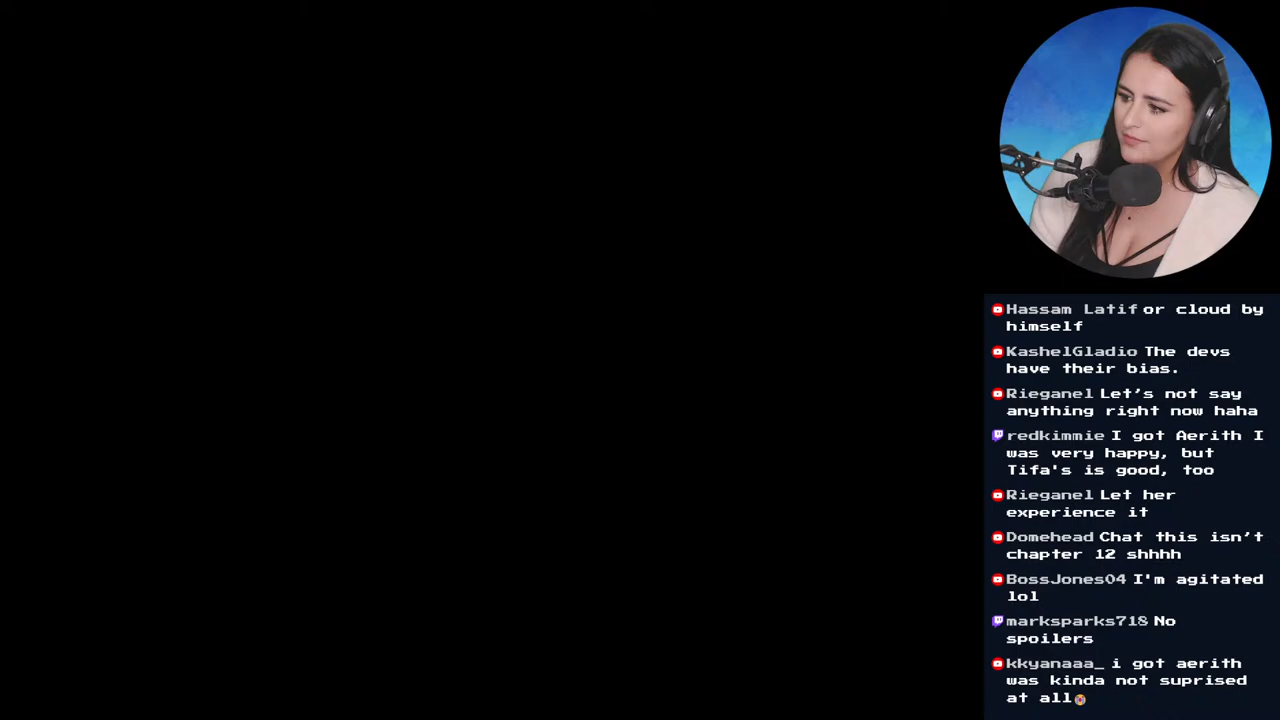 Hassam Latif or cloud by
himself
KashelGladio The devs
have their bias.
Rieganel Let's not say
anything right now haha
redkimmie I got Aerith I
was very happy, but
Tifa's is good, too
Rieganel Let her
experience it
Domehead Chat this isn't
chapter 12 shhhh
BossJones04 I'm agitated
lol
marksparks718 No
spoilers
kkyanaaa_ i got aerith
was kinda not suprised
at all